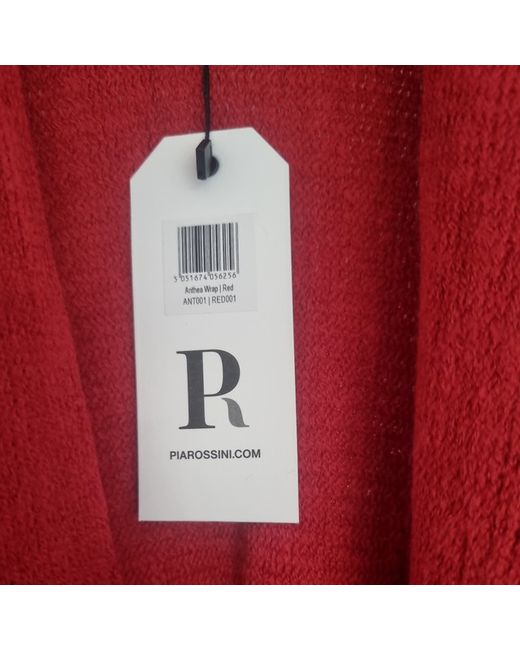 5 051674 056256
Anthea Wrap | Red
ANT001 | RED001
PR
PIAROSSINI.COM